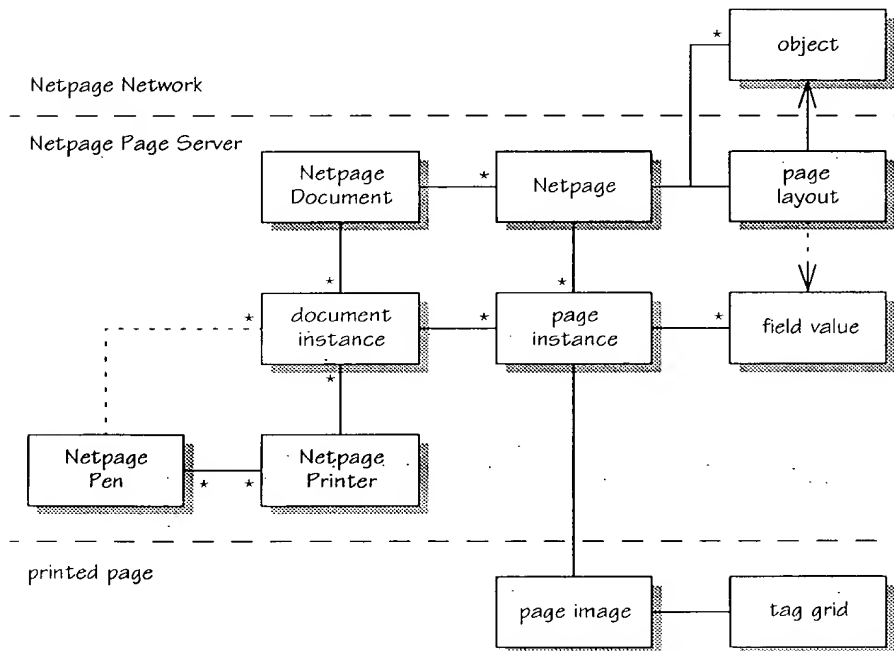 *
object
Netpage Network
Netpage Page Server
Netpage
Document
*
Netpage
page
layout
*
*
*
document
instance
*
page
instance
*
field value
*
Netpage
Pen
*
*
Netpage
Printer
printed page
page image
tag grid